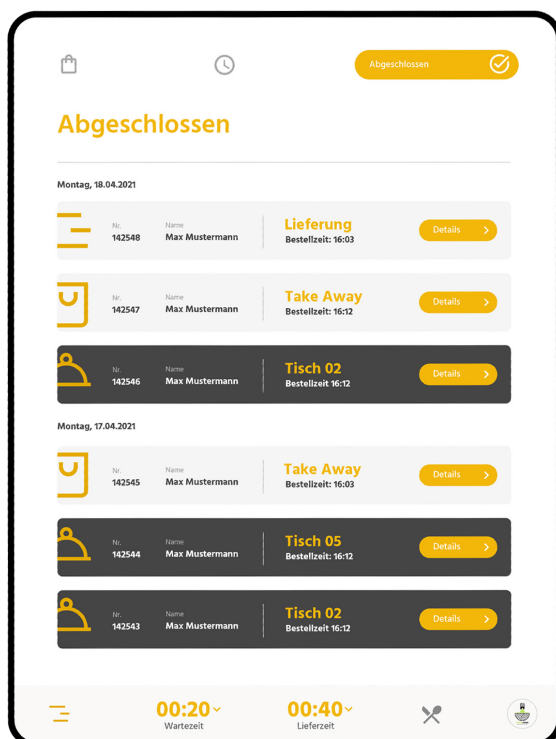 Abgeschlossen
Abgeschlossen
Montag, 18.04.2021
Nr. Name Lieferung Details
142548 Max Mustermann Bestellzeit: 16:03
Nr. Name Take Away Details
142547 Max Mustermann Bestellzeit: 16:12
Nr. Name Tisch 02 Details
142546 Max Mustermann Bestellzeit 16:12
Montag, 17.04.2021
Nr. Name Take Away Details
142545 Max Mustermann Bestellzeit: 16:03
Nr. Name Tisch 05 Details
142544 Max Mustermann Bestellzeit: 16:12
Nr. Name Tisch 02 Details
142543 Max Mustermann Bestellzeit 16:12
00:20 00:40
Wartezeit Lieferzeit